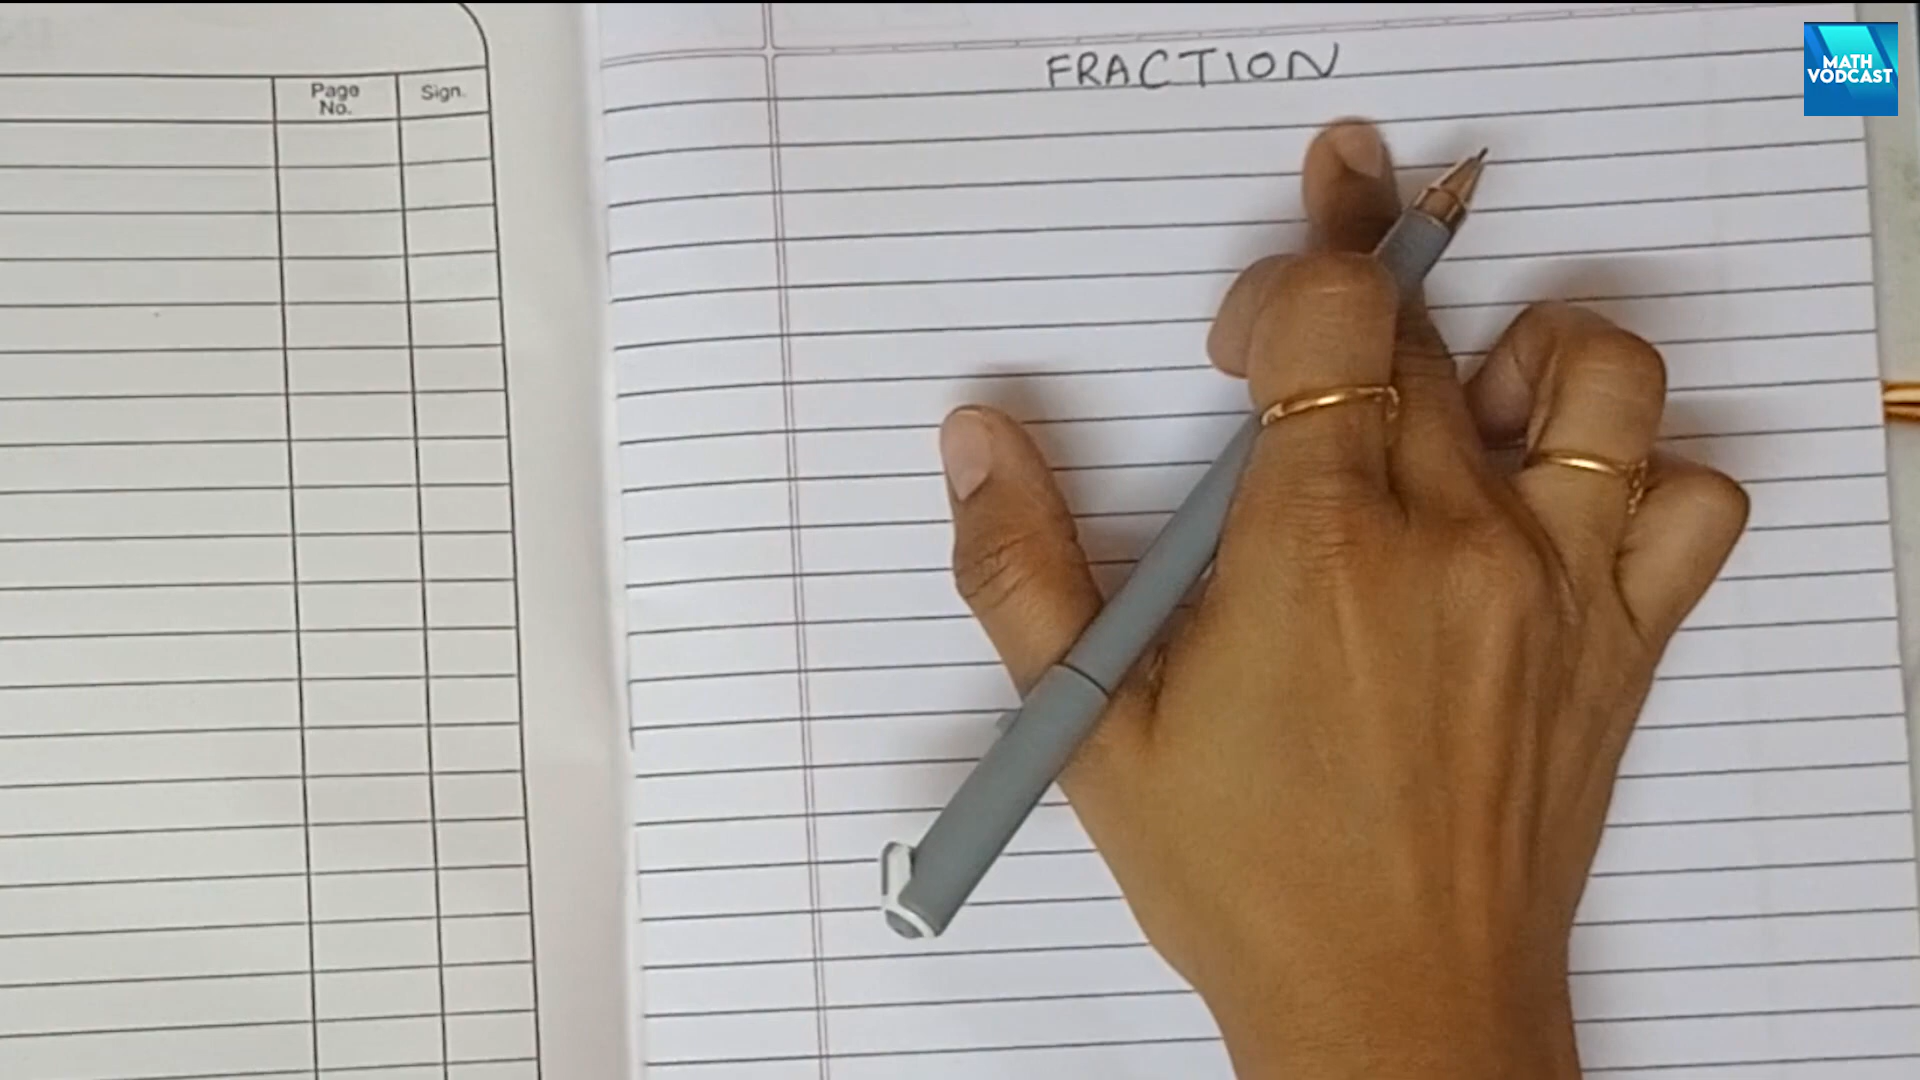 FRACTION
MATH
VODCAST
Page
No.
Sign.